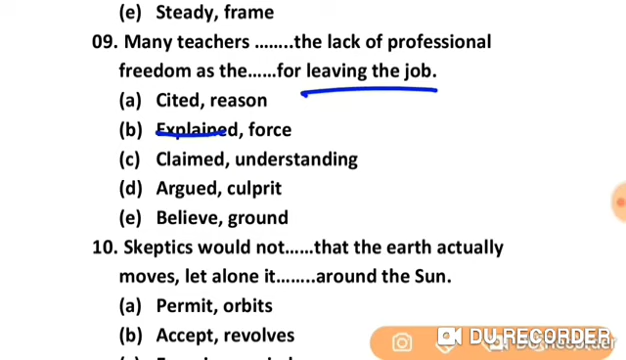 (e) Steady, frame
09. Many teachers ........the lack of professional
freedom as the......for leaving the job.
(a) Cited, reason
(b) Explained, force
(c) Claimed, understanding
(d) Argued, culprit
(e) Believe, ground
10. Skeptics would not......that the earth actually
moves, let alone it........around the Sun.
(a) Permit, orbits
(b) Accept, revolves
DU RECORDER